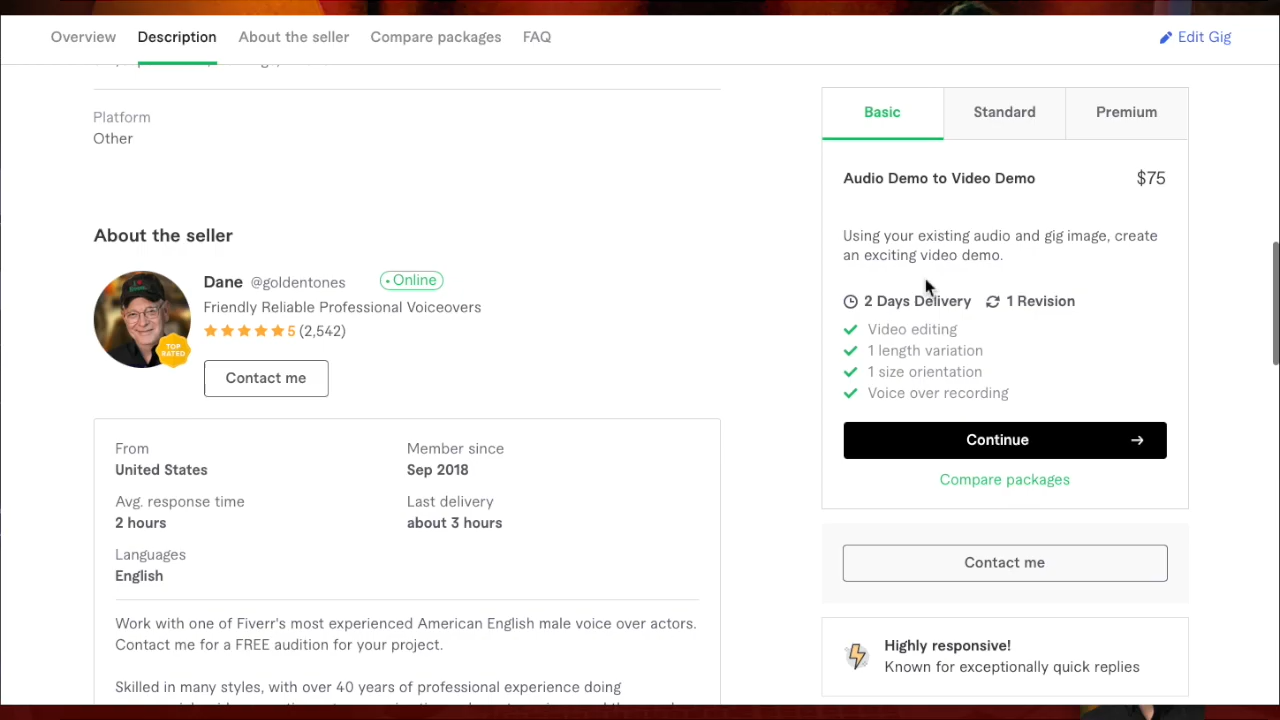 Overview Description About the seller Compare packages FAQ Edit Gig
Platform
Other
About the seller
TOP RATED
Dane @goldentones • Online
Friendly Reliable Professional Voiceovers
5 (2,542)
Contact me
From
United States
Member since
Sep 2018
Avg. response time
2 hours
Last delivery
about 3 hours
Languages
English
Work with one of Fiverr's most experienced American English male voice over actors.
Contact me for a FREE audition for your project.
Skilled in many styles, with over 40 years of professional experience doing
Basic Standard Premium
Audio Demo to Video Demo $75
Using your existing audio and gig image, create
an exciting video demo.
2 Days Delivery 1 Revision
Video editing
1 length variation
1 size orientation
Voice over recording
Continue →
Compare packages
Contact me
Highly responsive!
Known for exceptionally quick replies